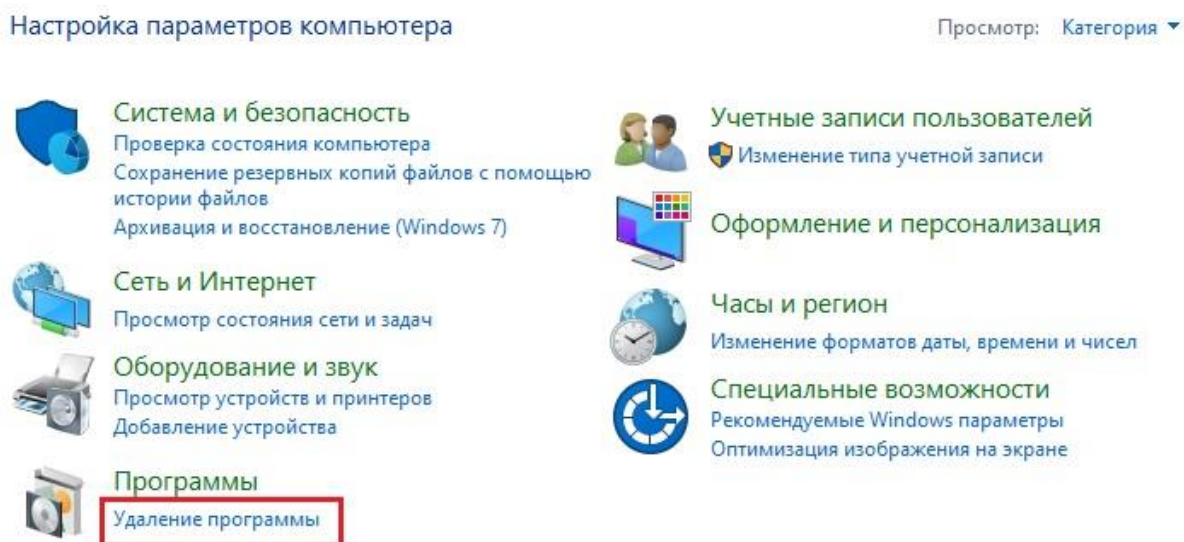 Настройка параметров компьютера
Просмотр: Категория
Система и безопасность
Проверка состояния компьютера
Сохранение резервных копий файлов с помощью
истории файлов
Архивация и восстановление (Windows 7)
Сеть и Интернет
Просмотр состояния сети и задач
Оборудование и звук
Просмотр устройств и принтеров
Добавление устройства
Программы
Удаление программы
Учетные записи пользователей
Изменение типа учетной записи
Оформление и персонализация
Часы и регион
Изменение форматов даты, времени и чисел
Специальные возможности
Рекомендуемые Windows параметры
Оптимизация изображения на экране